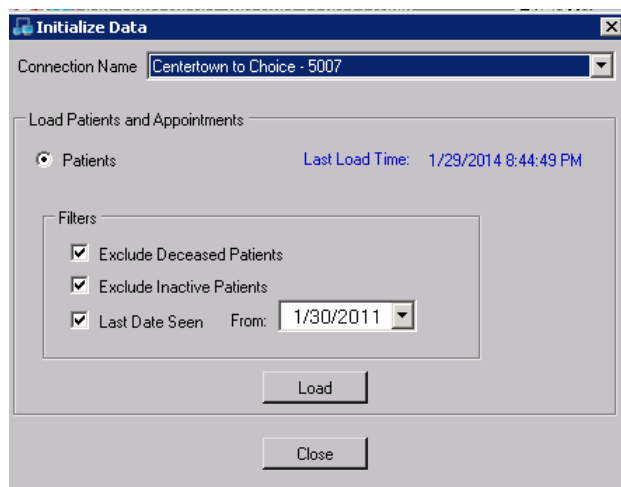 Initialize Data
Connection Name Centertown to Choice - 5007
Load Patients and Appointments
Patients Last Load Time: 1/29/2014 8:44:49 PM
Filters
Exclude Deceased Patients
Exclude Inactive Patients
Last Date Seen From: 1/30/2011
Load
Close